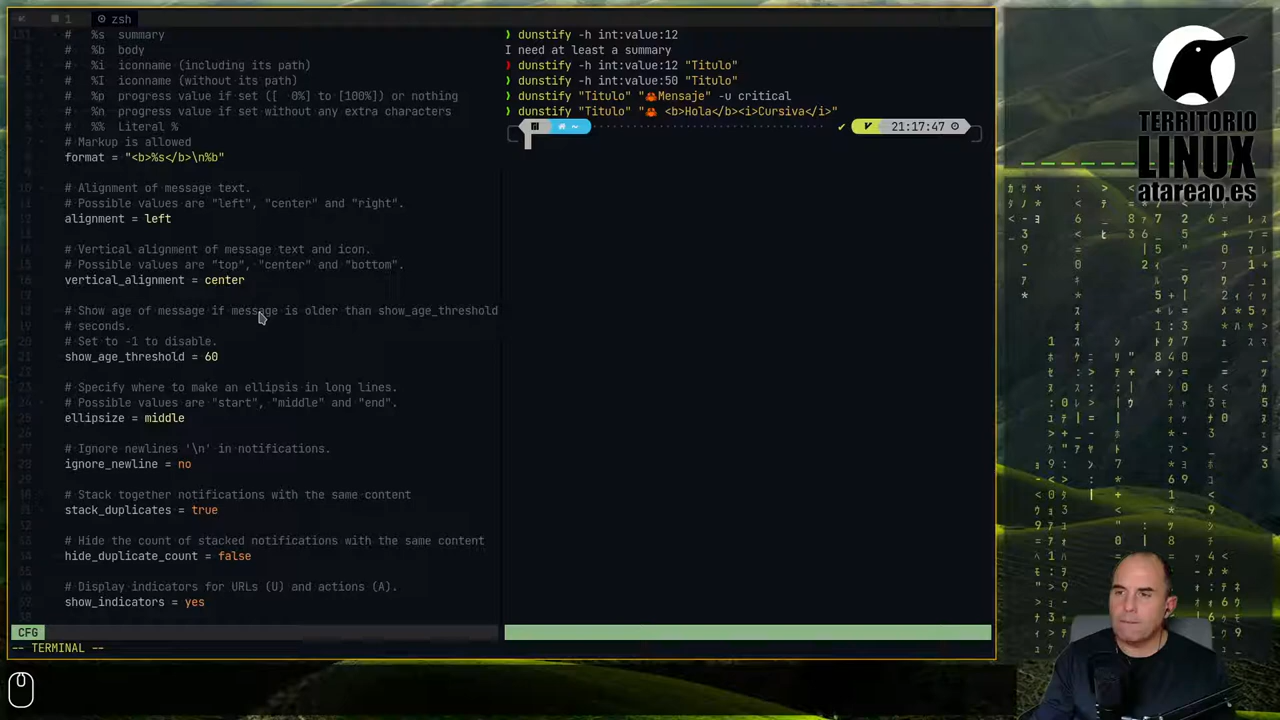 1 zsh
# %s summary
# %b body
# %i iconname (including its path)
# %I iconname (without its path)
# %p progress value if set ([ 0%] to [100%]) or nothing
# %n progress value if set without any extra characters
# %% Literal %
# Markup is allowed
format = "<b>%s</b>\n%b"
# Alignment of message text.
# Possible values are "left", "center" and "right".
alignment = left
# Vertical alignment of message text and icon.
# Possible values are "top", "center" and "bottom".
vertical_alignment = center
# Show age of message if message is older than show_age_threshold
# seconds.
# Set to -1 to disable.
show_age_threshold = 60
# Specify where to make an ellipsis in long lines.
# Possible values are "start", "middle" and "end".
ellipsize = middle
# Ignore newlines '\n' in notifications.
ignore_newline = no
# Stack together notifications with the same content
stack_duplicates = true
# Hide the count of stacked notifications with the same content
hide_duplicate_count = false
# Display indicators for URLs (U) and actions (A).
show_indicators = yes
CFG
-- TERMINAL --
❯ dunstify -h int:value:12
I need at least a summary
❯ dunstify -h int:value:12 "Titulo"
❯ dunstify -h int:value:50 "Titulo"
❯ dunstify "Titulo" "🦀Mensaje" -u critical
❯ dunstify "Titulo" "🦀 <b>Hola</b><i>Cursiva</i>"
~ ✔ V 21:17:47
TERRITORIO
LINUX
atareao.es